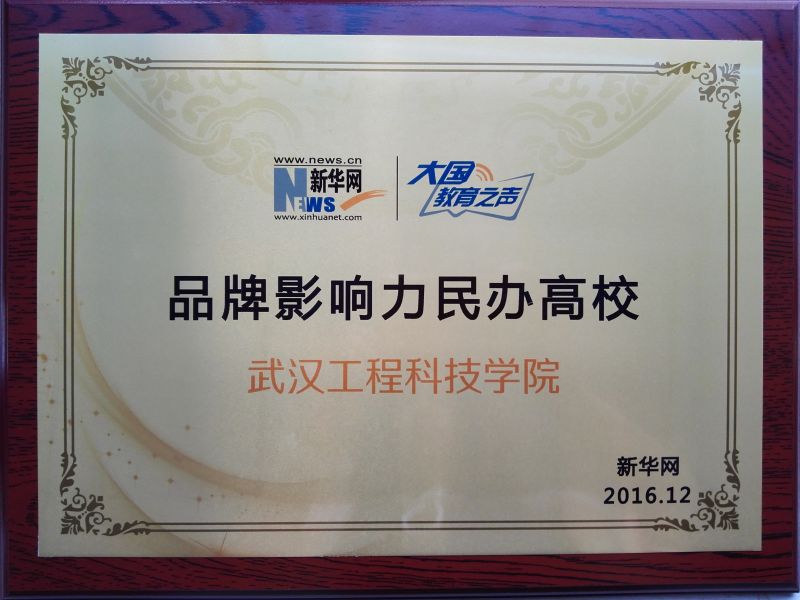 www.news.cn
新华网
NEWS
www.xinhuanet.com
大国
教育之声
品牌影响力民办高校
武汉工程科技学院
新华网
2016.12